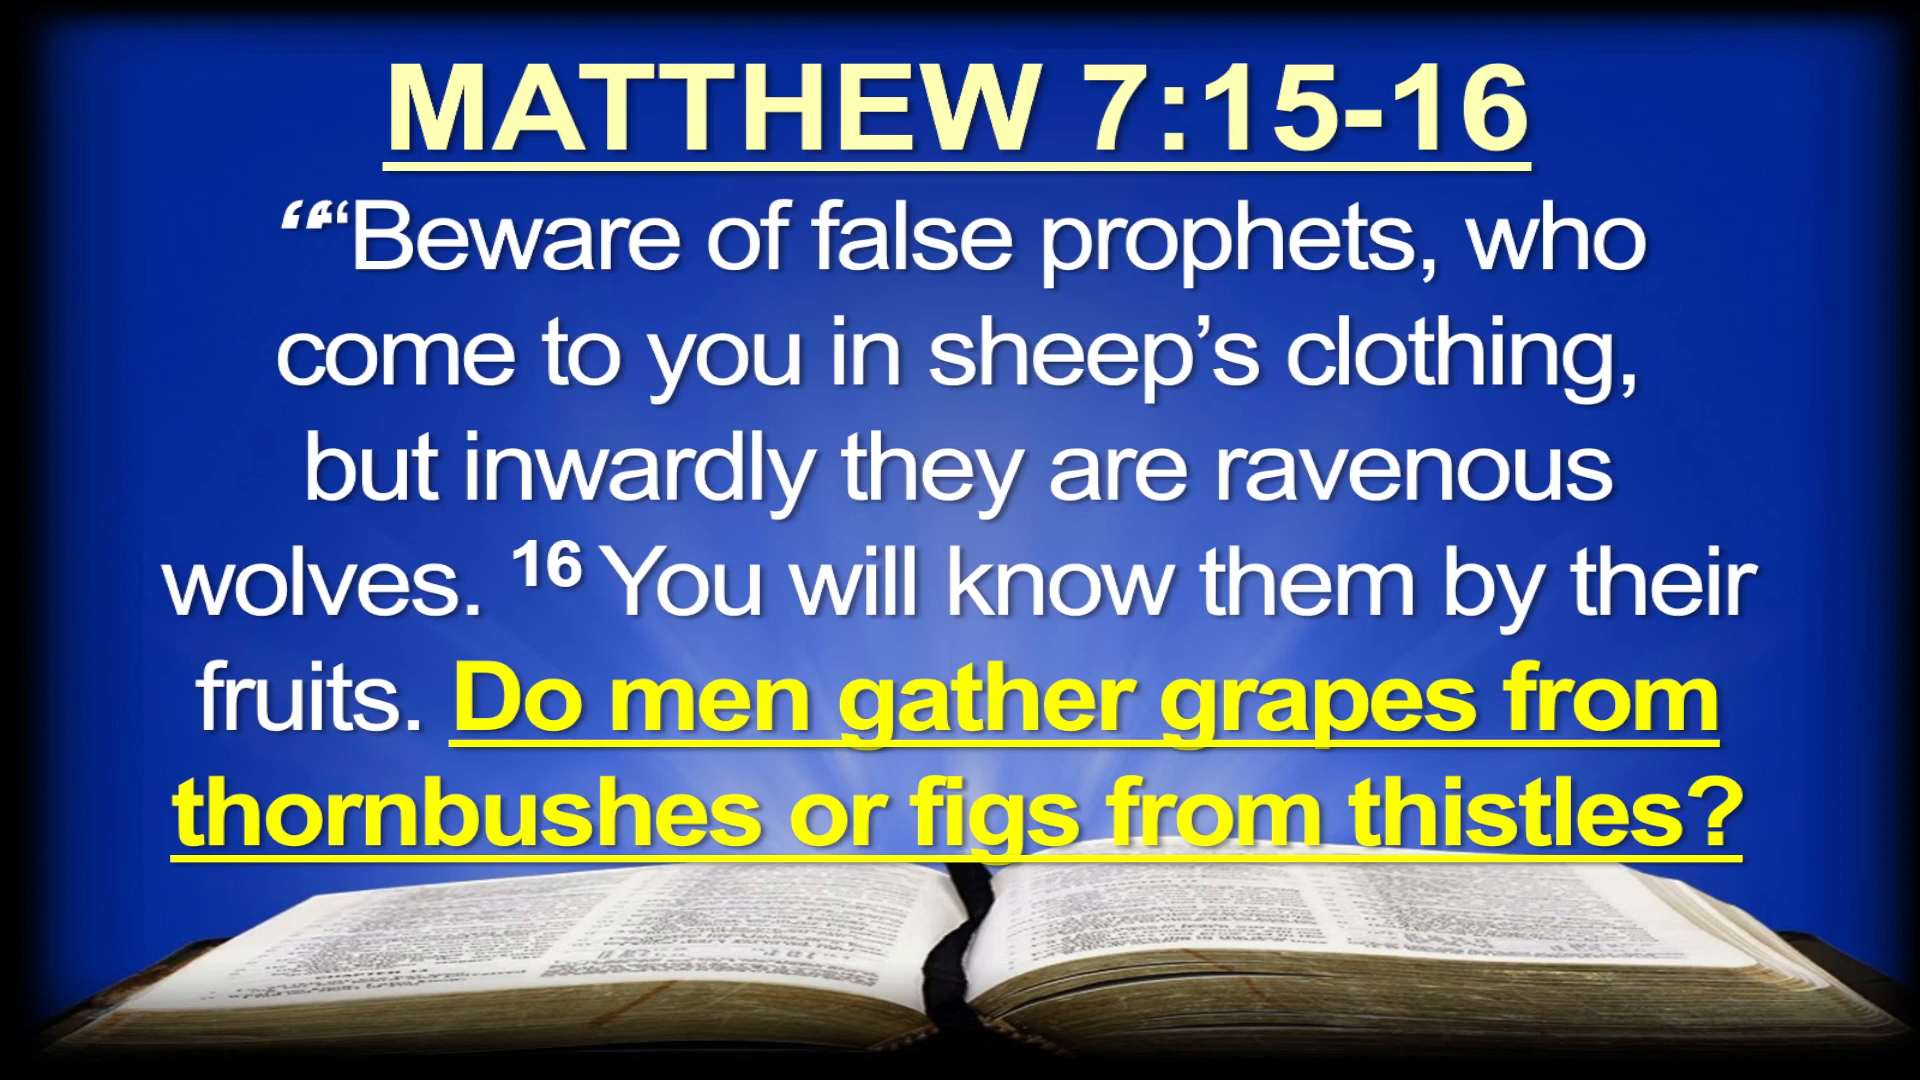 MATTHEW 7:15-16
“““Beware of false prophets, who
come to you in sheep’s clothing,
but inwardly they are ravenous
wolves. 16 You will know them by their
fruits. Do men gather grapes from
thornbushes or figs from thistles?